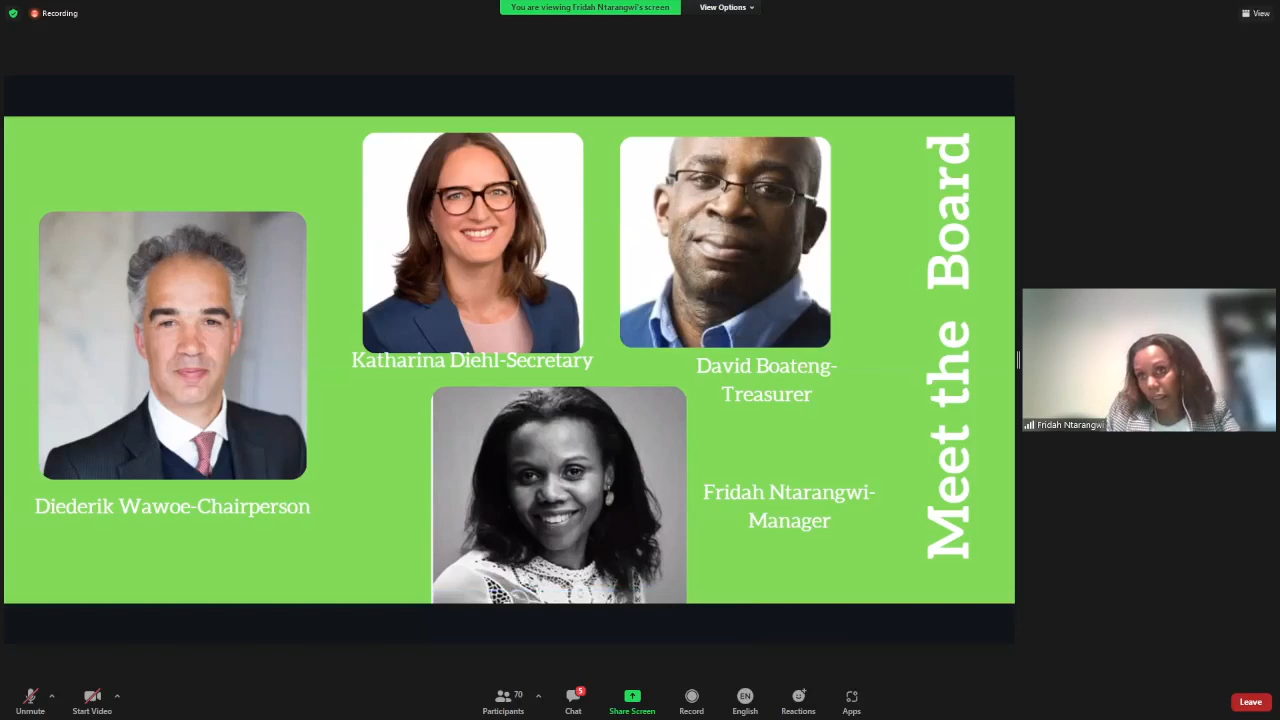 Recording
You are viewing Fridah Ntarangwi's screen
View Options
View
Meet the Board
Katharina Diehl-Secretary
David Boateng-
Treasurer
Diederik Wawoe-Chairperson
Fridah Ntarangwi-
Manager
Fridah Ntarangwi
Unmute
Start Video
70
Participants
5
Chat
Share Screen
Record
EN
English
Reactions
Apps
Leave